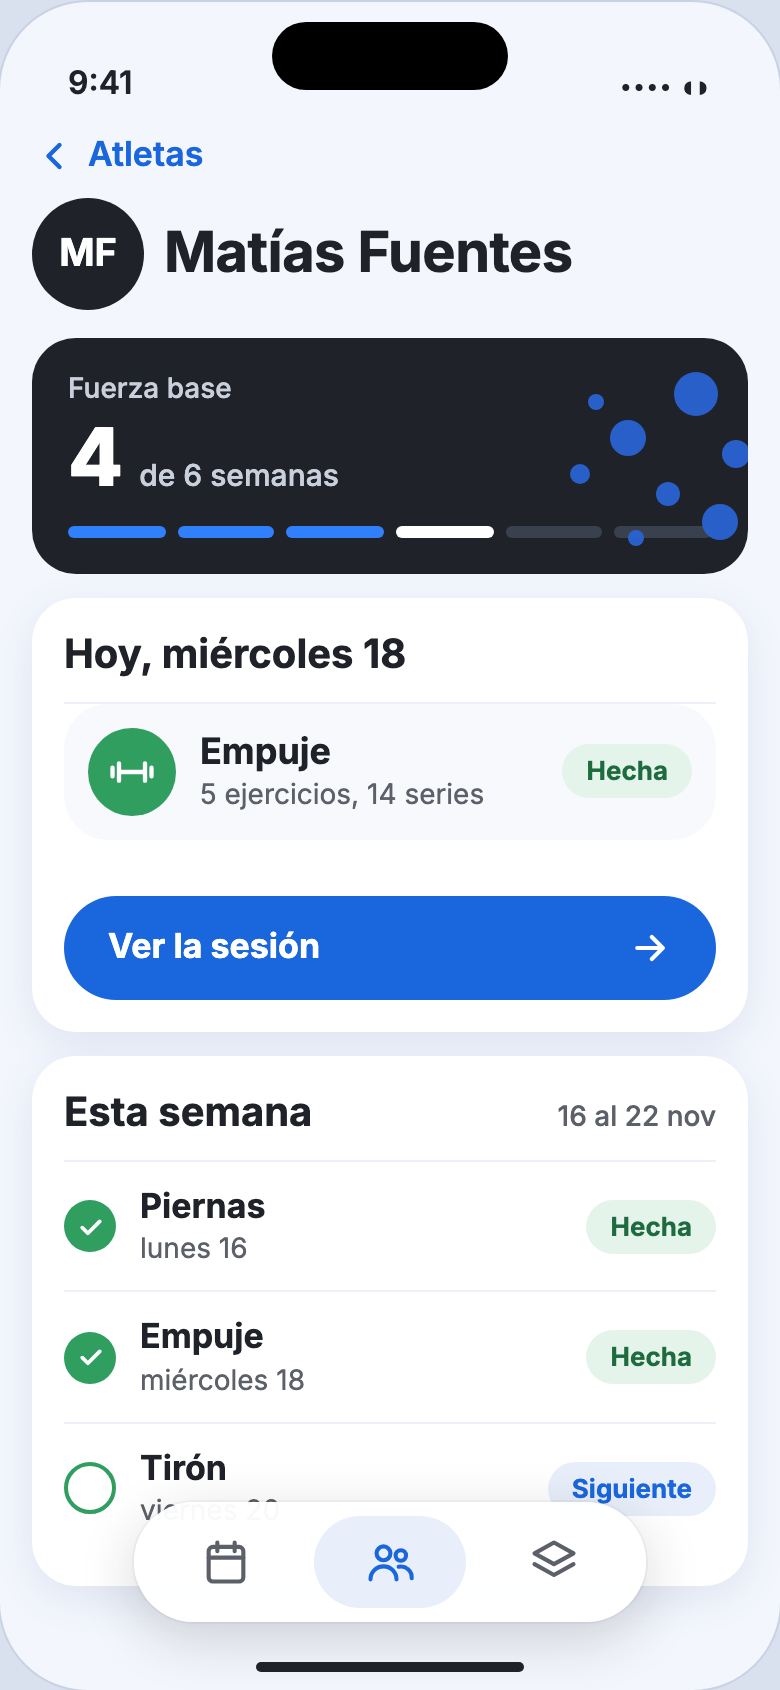 9:41
Atletas
MF
Matías Fuentes
Fuerza base
4 de 6 semanas
Hoy, miércoles 18
Empuje
5 ejercicios, 14 series
Hecha
Ver la sesión
Esta semana
16 al 22 nov
Piernas
lunes 16
Hecha
Empuje
miércoles 18
Hecha
Tirón
viernes 20
Siguiente